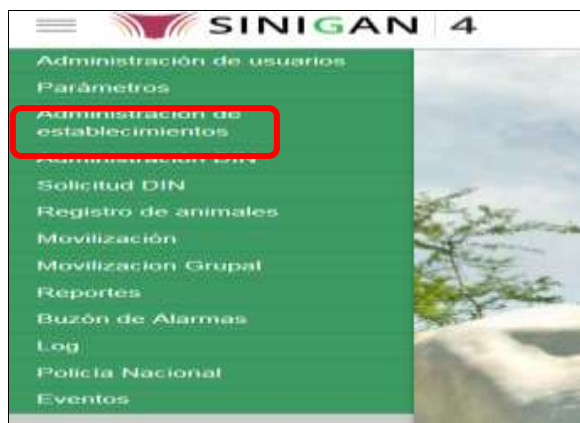 SINIGAN 4
Administración de usuarios
Parámetros
Administración de
establecimientos
Administración DIN
Solicitud DIN
Registro de animales
Movilización
Movilizacion Grupal
Reportes
Buzón de Alarmas
Log
Policía Nacional
Eventos